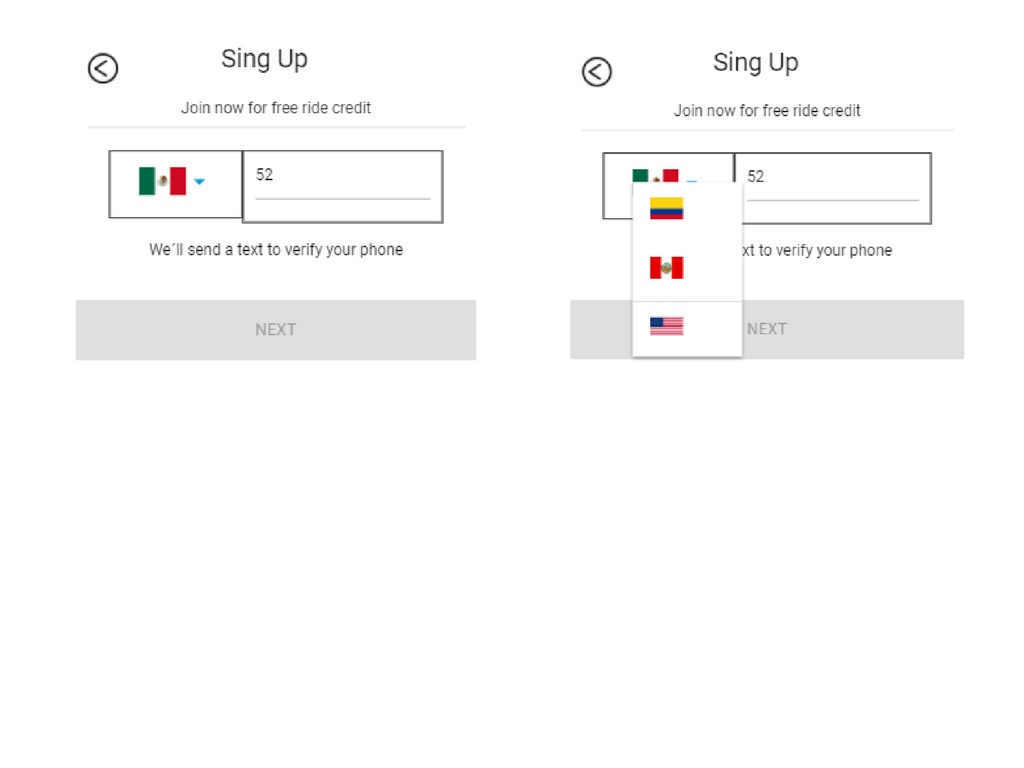 Sing Up
Join now for free ride credit
52
We´ll send a text to verify your phone
NEXT
Sing Up
Join now for free ride credit
52
xt to verify your phone
NEXT